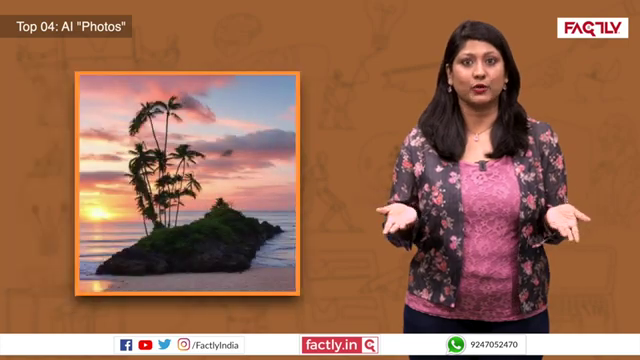 Top 04: AI "Photos"
FACTLY
/FactlyIndia
factly.in
9247052470